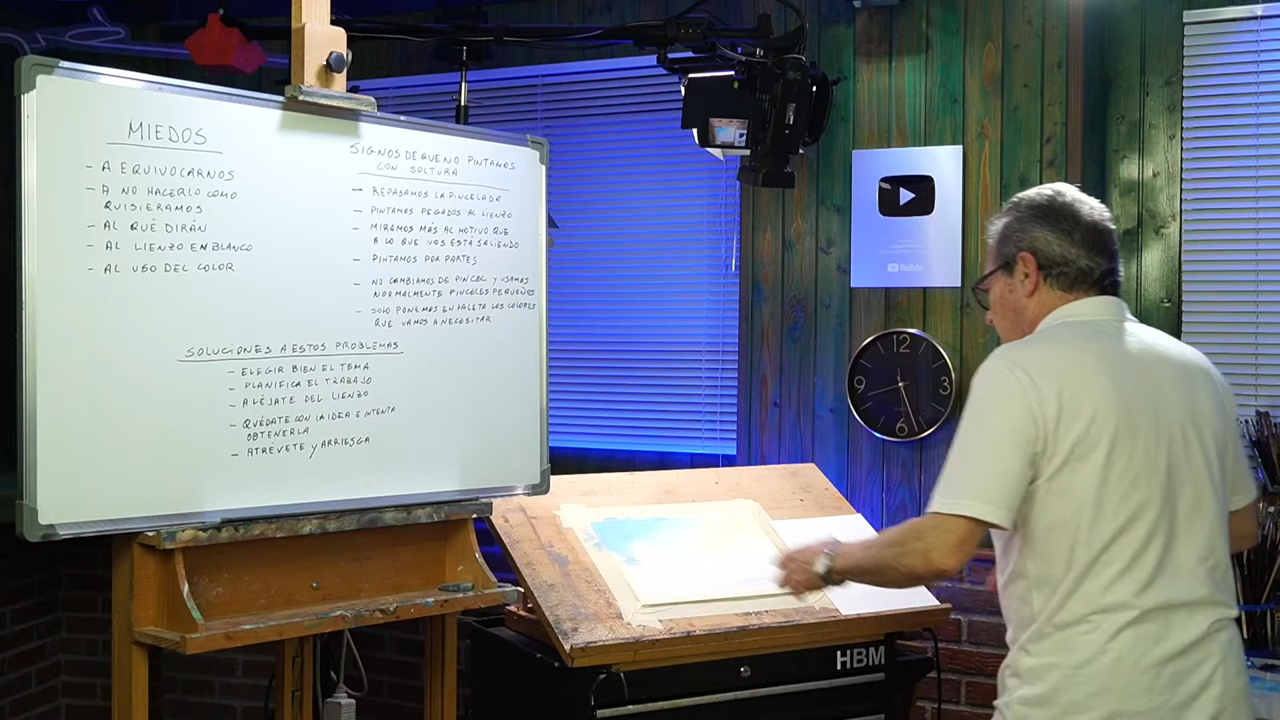 MIEDOS
- A EQUIVOCARNOS
- A NO HACERLO COMO
QUISIERAMOS
- AL QUÉ DIRÁN
- AL LIENZO EN BLANCO
- AL USO DEL COLOR
SIGNOS DE QUE NO PINTAMOS
CON SOLTURA
- REPASAMOS LA PINCELADA
- PINTAMOS PEGADOS AL LIENZO
- MIRAMOS MÁS AL MOTIVO QUE
A LO QUE NOS ESTÁ SALIENDO
- PINTAMOS POR PARTES
- NO CAMBIAMOS DE PINCEL Y USAMOS
NORMALMENTE PINCELES PEQUEÑOS
- SOLO PONEMOS EN PALETA LOS COLORES
QUE VAMOS A NECESITAR
SOLUCIONES A ESTOS PROBLEMAS
- ELEGIR BIEN EL TEMA
- PLANIFICA EL TRABAJO
- ALÉJATE DEL LIENZO
- QUÉDATE CON LA IDEA E INTENTA
OBTENERLA
- ATRÉVETE Y ARRIESGA
YouTube
12
9 3
6
HBM